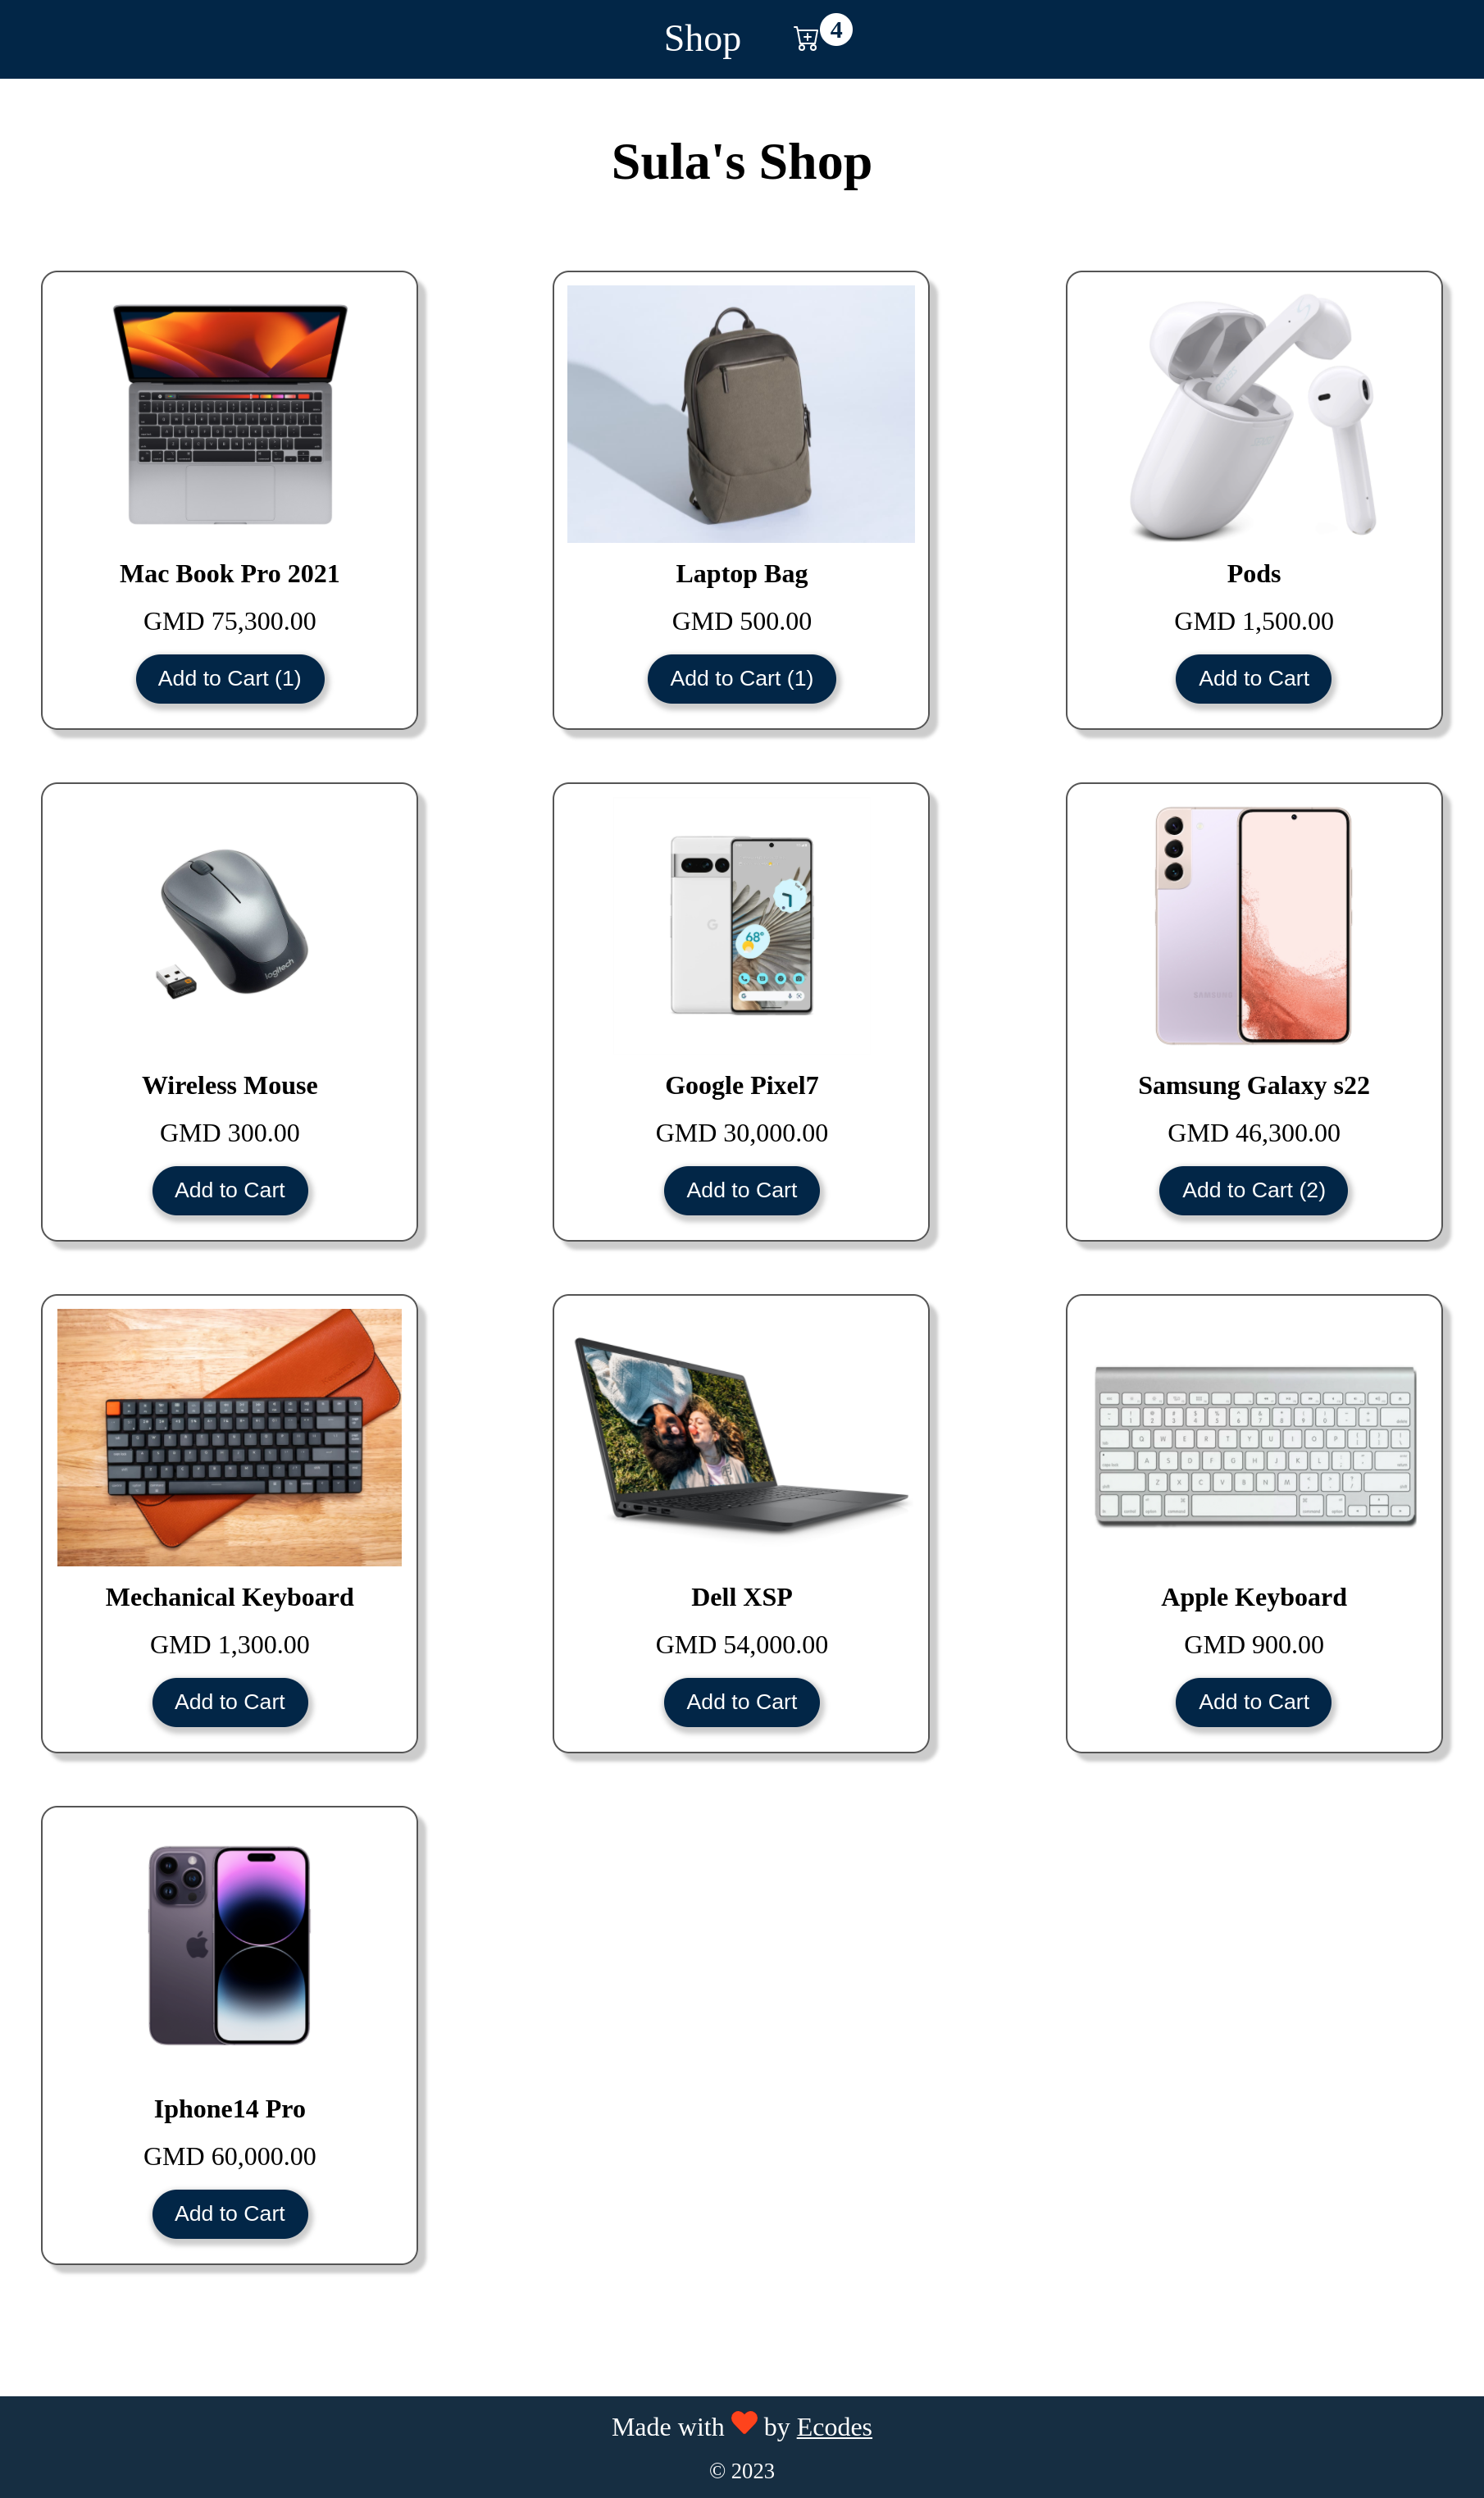 Shop 4
Sula's Shop
Mac Book Pro 2021
GMD 75,300.00
Add to Cart (1)
Laptop Bag
GMD 500.00
Add to Cart (1)
Pods
GMD 1,500.00
Add to Cart
logitech
Wireless Mouse
GMD 300.00
Add to Cart
68°
Google Pixel7
GMD 30,000.00
Add to Cart
SAMSUNG
Samsung Galaxy s22
GMD 46,300.00
Add to Cart (2)
Mechanical Keyboard
GMD 1,300.00
Add to Cart
Dell XSP
GMD 54,000.00
Add to Cart
Q W E R T Y U I O P
A S D F G H J K L
Z X C V B N M
Apple Keyboard
GMD 900.00
Add to Cart
Iphone14 Pro
GMD 60,000.00
Add to Cart
Made with by Ecodes
© 2023